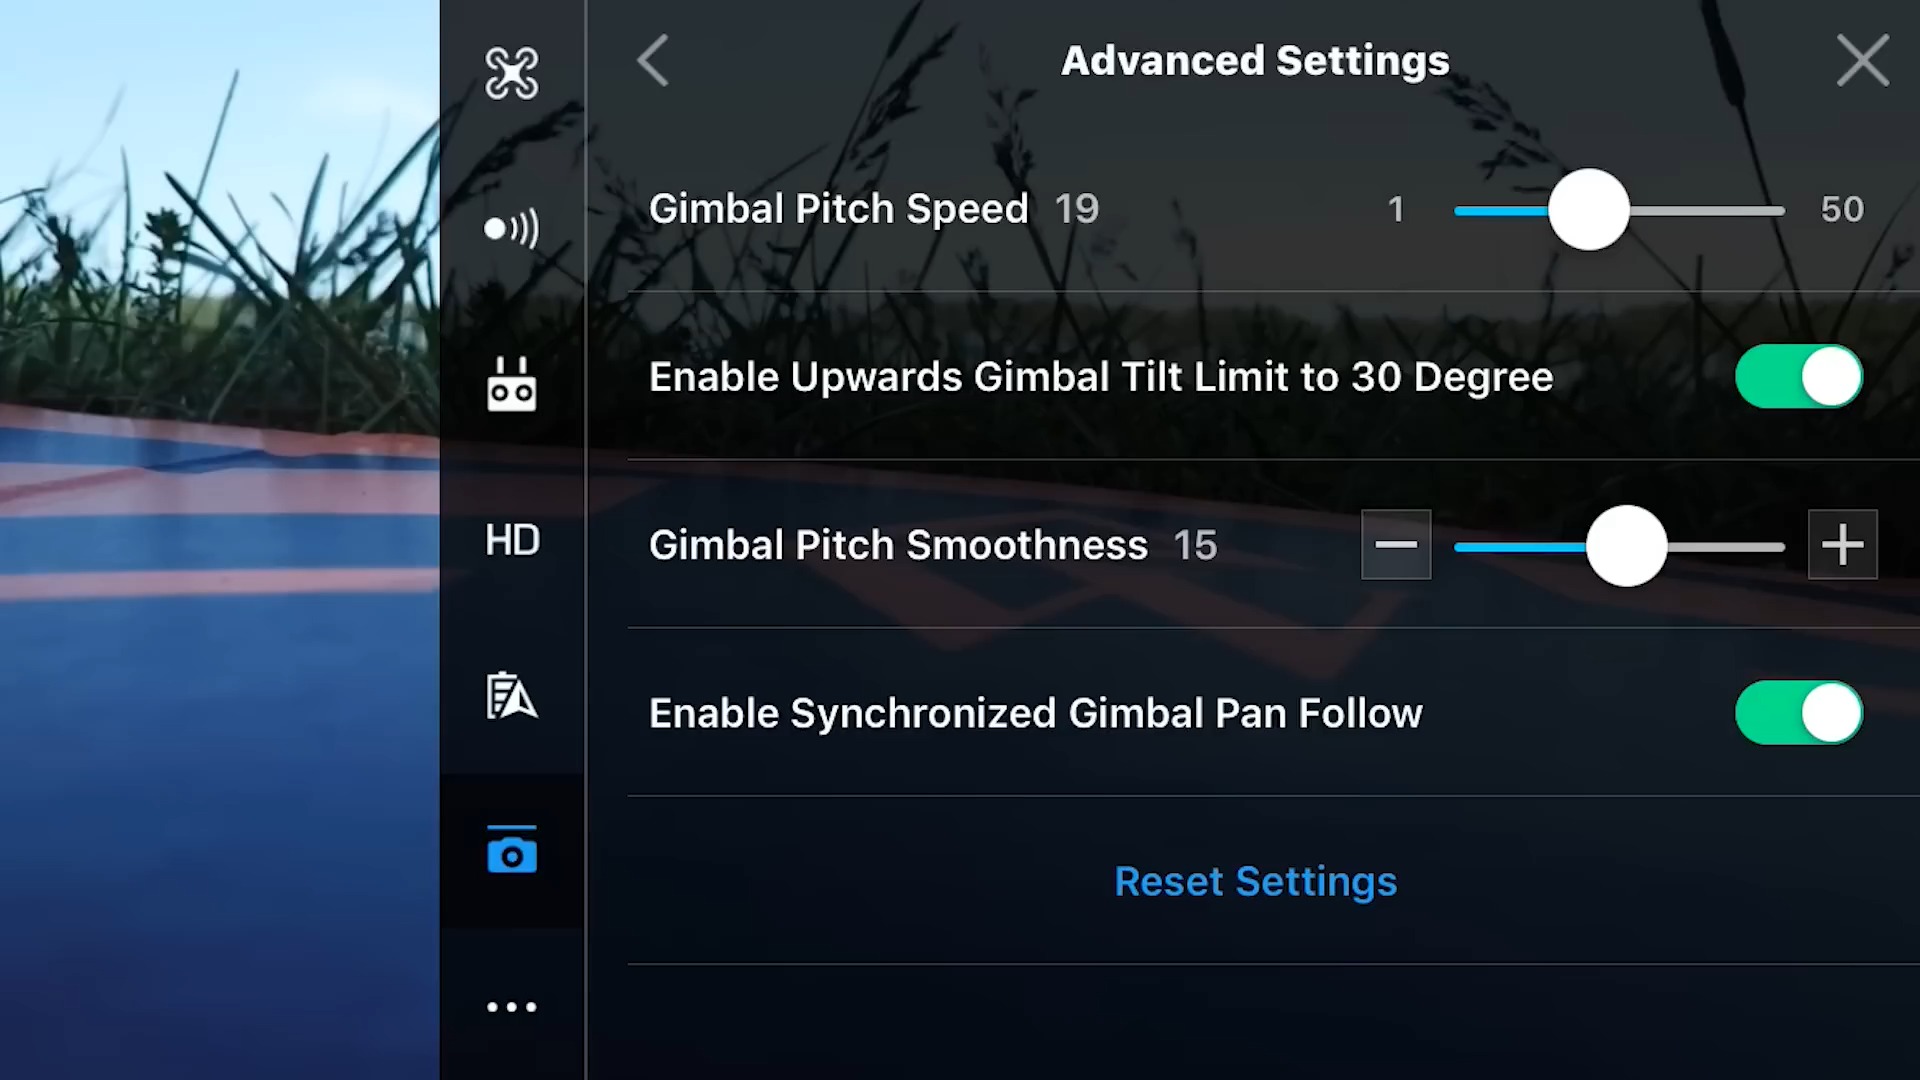 Advanced Settings
Gimbal Pitch Speed 19 1 50
Enable Upwards Gimbal Tilt Limit to 30 Degree
Gimbal Pitch Smoothness 15
HD
Enable Synchronized Gimbal Pan Follow
Reset Settings